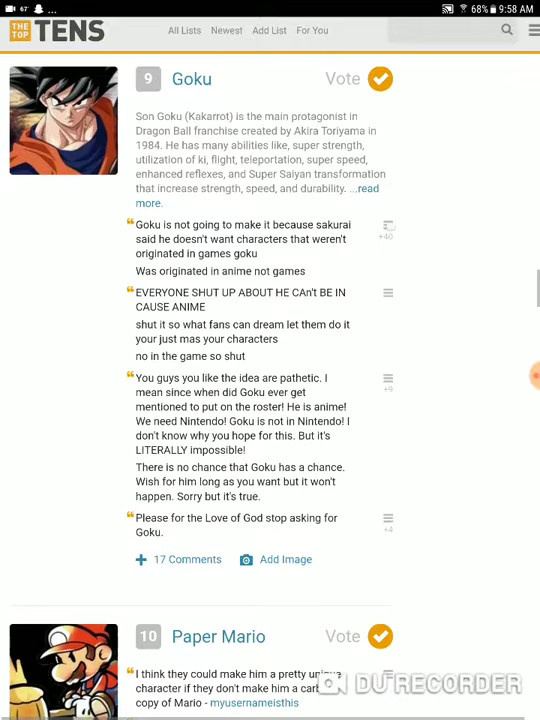 67° ... 68% 9:58 AM
THE TOP TENS All Lists Newest Add List For You
9 Goku Vote
Son Goku (Kakarrot) is the main protagonist in
Dragon Ball franchise created by Akira Toriyama in
1984. He has many abilities like, super strength,
utilization of ki, flight, teleportation, super speed,
enhanced reflexes, and Super Saiyan transformation
that increase strength, speed, and durability. ...read
more.
Goku is not going to make it because sakurai
said he doesn't want characters that weren't
originated in games goku
+40
Was originated in anime not games
EVERYONE SHUT UP ABOUT HE CAn't BE IN
CAUSE ANIME
shut it so what fans can dream let them do it
your just mas your characters
no in the game so shut
You guys you like the idea are pathetic. I
mean since when did Goku ever get
+9
mentioned to put on the roster! He is anime!
We need Nintendo! Goku is not in Nintendo! I
don't know why you hope for this. But it's
LITERALLY impossible!
There is no chance that Goku has a chance.
Wish for him long as you want but it won't
happen. Sorry but it's true.
Please for the Love of God stop asking for
Goku.
+4
17 Comments Add Image
10 Paper Mario Vote
I think they could make him a pretty unique
character if they don't make him a
copy of Mario - myusernameisthis
DU RECORDER